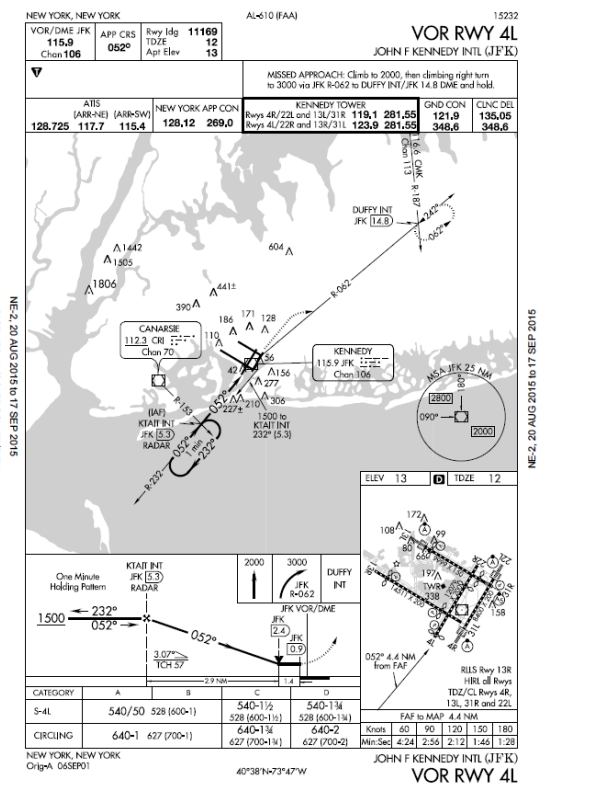 NEW YORK, NEW YORK
AL-610 (FAA)
15232
VOR RWY 4L
JOHN F KENNEDY INTL (JFK)
VOR/DME JFK
115.9
Chan 106
APP CRS
052°
Rwy ldg 11169
TDZE 12
Apt Elev 13
MISSED APPROACH: Climb to 2000, then climbing right turn
to 3000 via JFK R-062 to DUFFY INT/JFK 14.8 DME and hold.
ATIS
(ARR-NE) (ARR-SW)
128.725 117.7 115.4
NEW YORK APP CON
128.12 269.0
KENNEDY TOWER
Rwys 4R/22L and 13L/31R 119.1 281.55
Rwys 4L/22R and 13R/31L 123.9 281.55
GND CON
121.9
348.6
CLNC DEL
135.05
348.6
116.6 CMK
Chan 113
R-187
DUFFY INT
JFK 14.8
242°
062°
R-062
604
1442
1505
1806
441±
390
186
171
128
110
CANARSIE
112.3 CRI
Chan 70
KENNEDY
115.9 JFK
Chan 106
56
42
156
277
306
210
227±
R-153
(IAF)
KTAIT INT
JFK 5.3
RADAR
052°
052°
1 min
232°
R-232
1500 to
KTAIT INT
232° (5.3)
MSA JFK 25 NM
2800
180°
090°
2000
NE-2, 20 AUG 2015 to 17 SEP 2015
NE-2, 20 AUG 2015 to 17 SEP 2015
ELEV 13
D
TDZE 12
172
108
99
80
660
197
TWR
338
158
22L
22R
31R
31L
4L
4R
052° 4.4 NM
from FAF
RLLS Rwy 13R
HIRL all Rwys
TDZ/CL Rwys 4R,
13L, 31R and 22L
FAF to MAP 4.4 NM
Knots 60 90 120 150 180
Min:Sec 4:24 2:56 2:12 1:46 1:28
One Minute
Holding Pattern
KTAIT INT
JFK 5.3
RADAR
1500
232°
052°
052°
3.07°
TCH 57
2000
3000
JFK
R-062
DUFFY
INT
JFK VOR/DME
JFK
2.4
JFK
0.9
2.9 NM
1.4
CATEGORY A B C D
S-4L 540/50 528 (600-1) 540-1½ 528 (600-1½) 540-1¾ 528 (600-1¾)
CIRCLING 640-1 627 (700-1) 640-1¾ 627 (700-1¾) 640-2 627 (700-2)
NEW YORK, NEW YORK
Orig-A 06SEP01
40°38'N-73°47'W
JOHN F KENNEDY INTL (JFK)
VOR RWY 4L